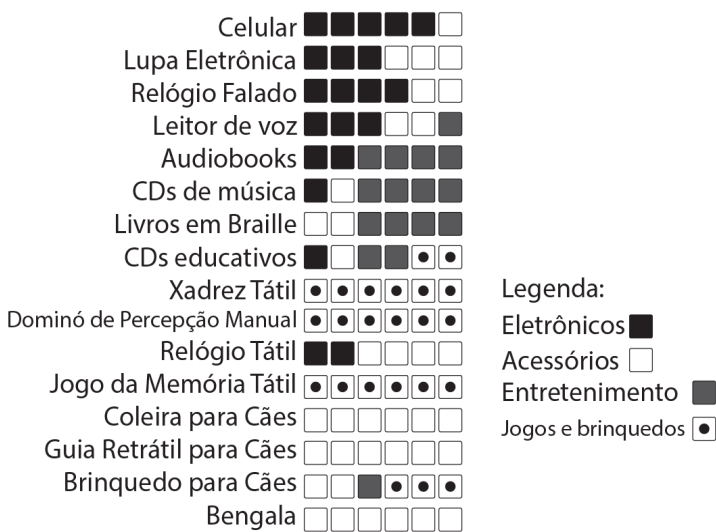 Celular
Lupa Eletrônica
Relógio Falado
Leitor de voz
Audiobooks
CDs de música
Livros em Braille
CDs educativos
Xadrez Tátil
Dominó de Percepção Manual
Relógio Tátil
Jogo da Memória Tátil
Coleira para Cães
Guia Retrátil para Cães
Brinquedo para Cães
Bengala
Legenda:
Eletrônicos
Acessórios
Entretenimento
Jogos e brinquedos